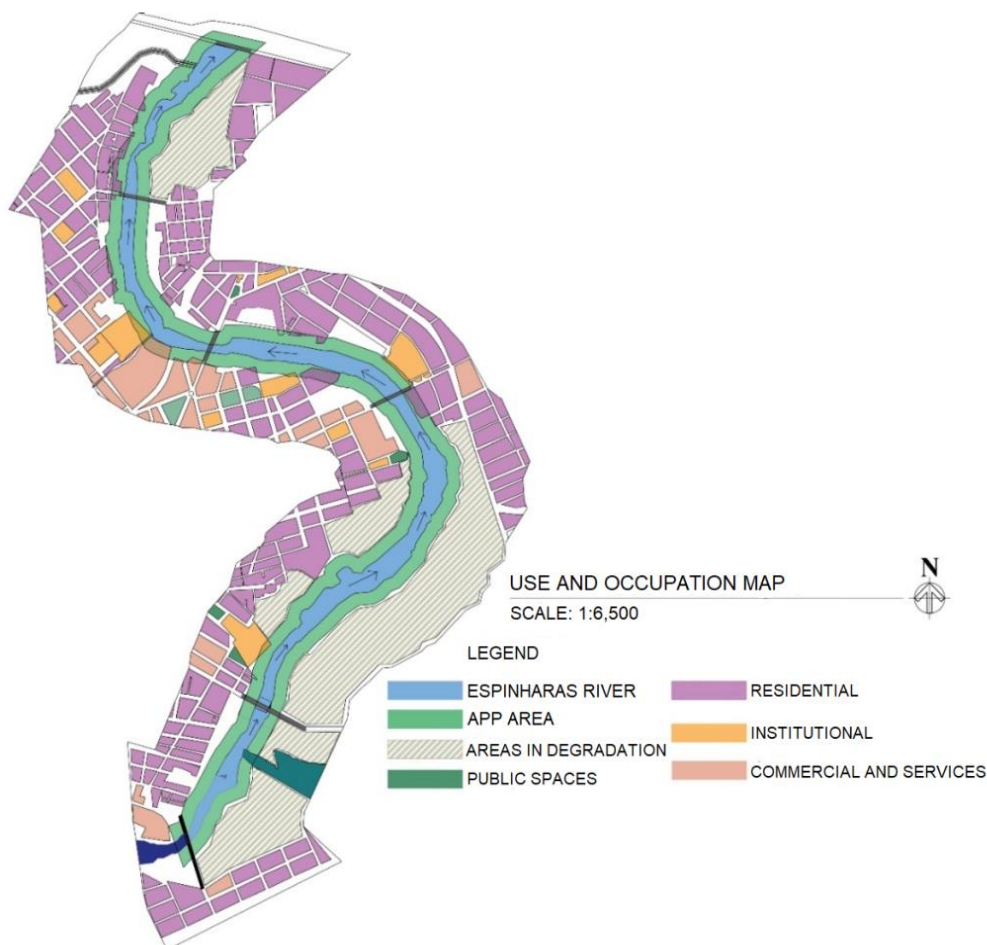 N
USE AND OCCUPATION MAP
SCALE: 1:6,500
LEGEND
ESPINHARAS RIVER
APP AREA
AREAS IN DEGRADATION
PUBLIC SPACES
RESIDENTIAL
INSTITUTIONAL
COMMERCIAL AND SERVICES